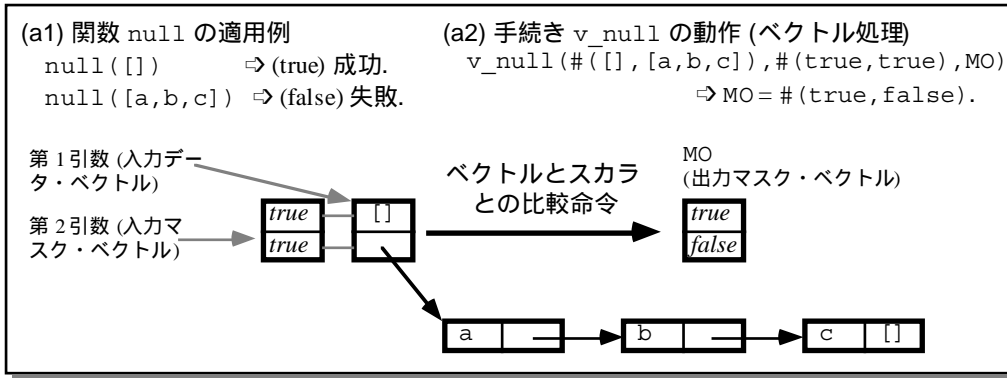 (a1) 関数 null の適用例
null([]) ⇨ (true) 成功.
null([a,b,c]) ⇨ (false) 失敗.
(a2) 手続き v_null の動作 (ベクトル処理)
v_null(#([],[a,b,c]),#(true,true),MO)
⇨ MO = #(true,false).
第 1 引数 (入力デー
タ・ベクトル)
第 2 引数 (入力マ
スク・ベクトル)
true
true
[]
ベクトルとスカラ
との比較命令
MO
(出力マスク・ベクトル)
true
false
a
b
c
[]